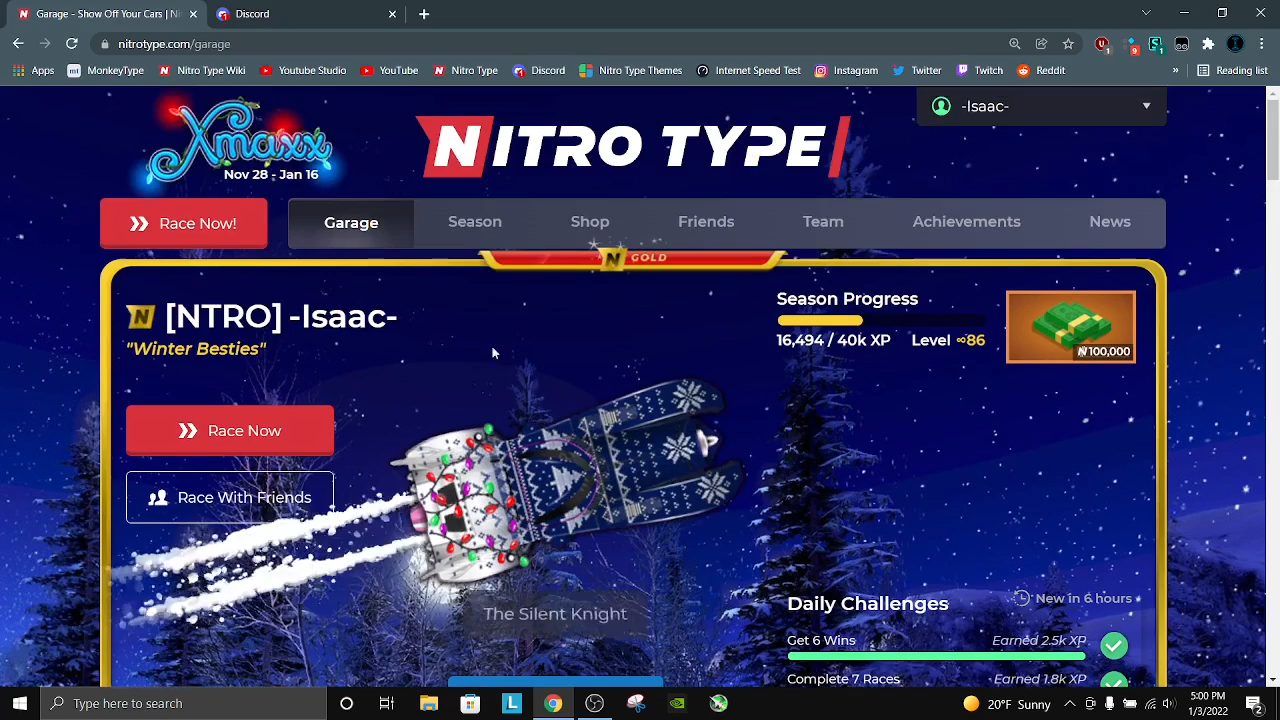 Garage - Show Off Your Cars | Ni
Discord
nitrotype.com/garage
Apps
MonkeyType
Nitro Type Wiki
YouTube Studio
YouTube
Nitro Type
Discord
Nitro Type Themes
Internet Speed Test
Instagram
Twitter
Twitch
Reddit
»
Reading list
Xmaxx
Nov 28 - Jan 16
NITRO TYPE
-Isaac-
Race Now!
Garage
Season
Shop
Friends
Team
Achievements
News
N GOLD
[NTRO] -Isaac-
"Winter Besties"
Season Progress
16,494 / 40k XP
Level ∞86
100,000
Race Now
Race With Friends
The Silent Knight
Daily Challenges
New in 6 hours
Get 6 Wins
Earned 2.5k XP
Complete 7 Races
Earned 1.8k XP
Type here to search
20°F Sunny
5:00 PM
1/3/2022